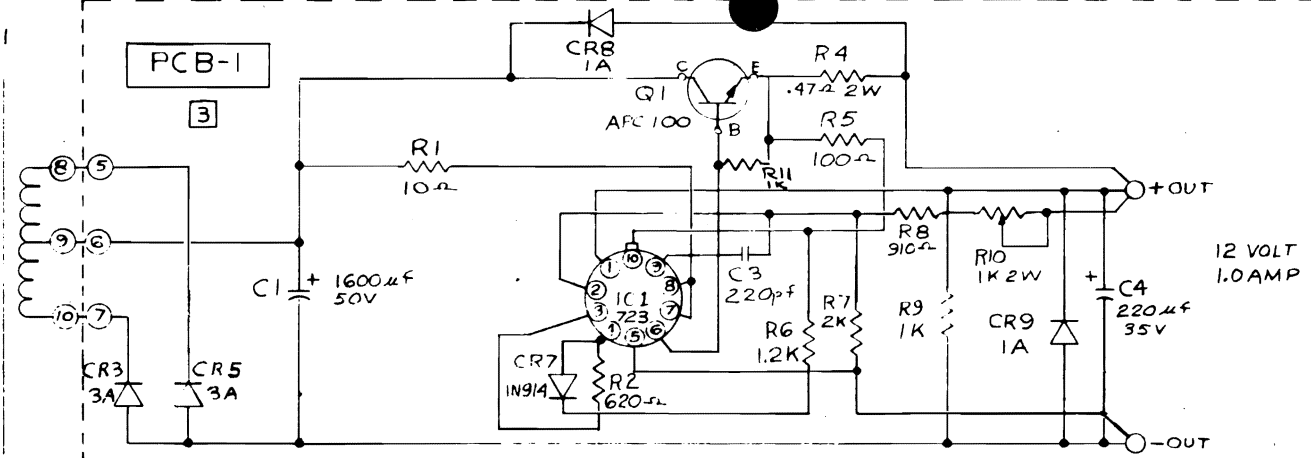 PCB-1
3
CR8
1A
C
E
Q1
APC 100
B
R4
.47Ω 2W
R5
100Ω
R11
1K
R1
10Ω
8
5
9
6
10
7
+ OUT
R8
910Ω
R10
1K 2W
12 VOLT
1.0 AMP
C1
+ 1600µf
50V
1
10
9
2
8
3
7
4
5
6
IC1
723
C3
220pf
R6
1.2K
R7
2K
R9
1K
CR9
1A
+
C4
220µf
35V
CR3
3A
CR5
3A
CR7
1N914
R2
620Ω
-OUT